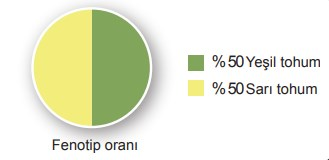 % 50 Yeşil tohum
% 50 Sarı tohum
Fenotip oranı